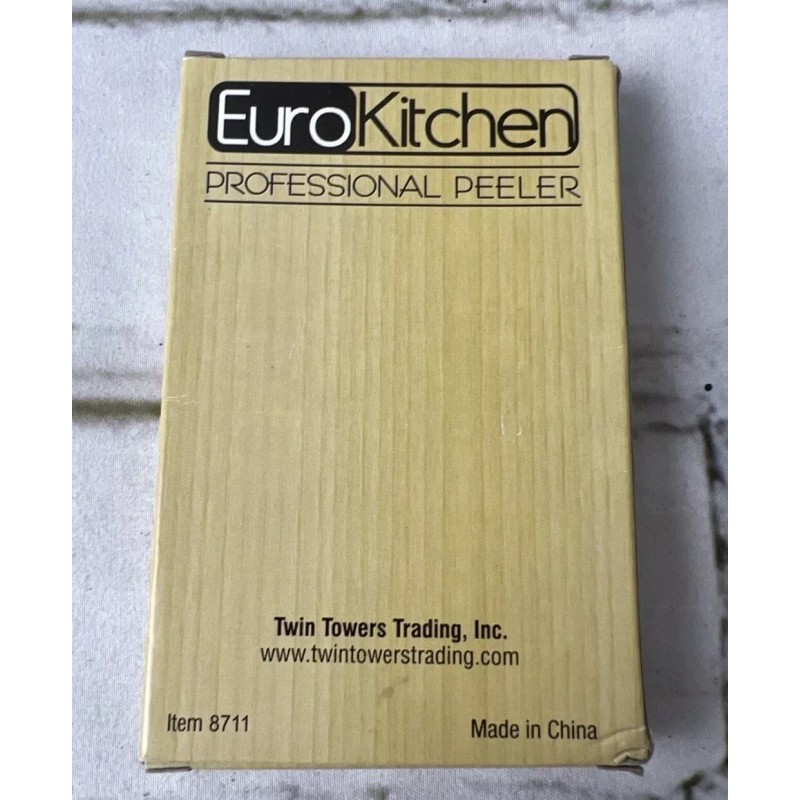 EuroKitchen
PROFESSIONAL PEELER
Twin Towers Trading, Inc.
www.twintowerstrading.com
Item 8711
Made in China